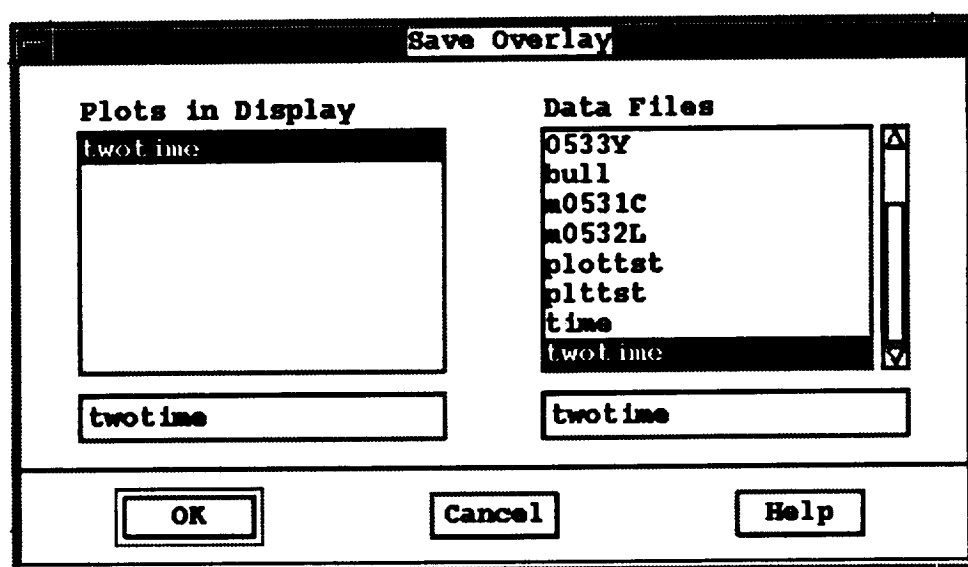 Save Overlay
Plots in Display
twotime
twotime
Data Files
0533Y
bull
m0531C
m0532L
plottst
plttst
time
twotime
twotime
OK
Cancel
Help